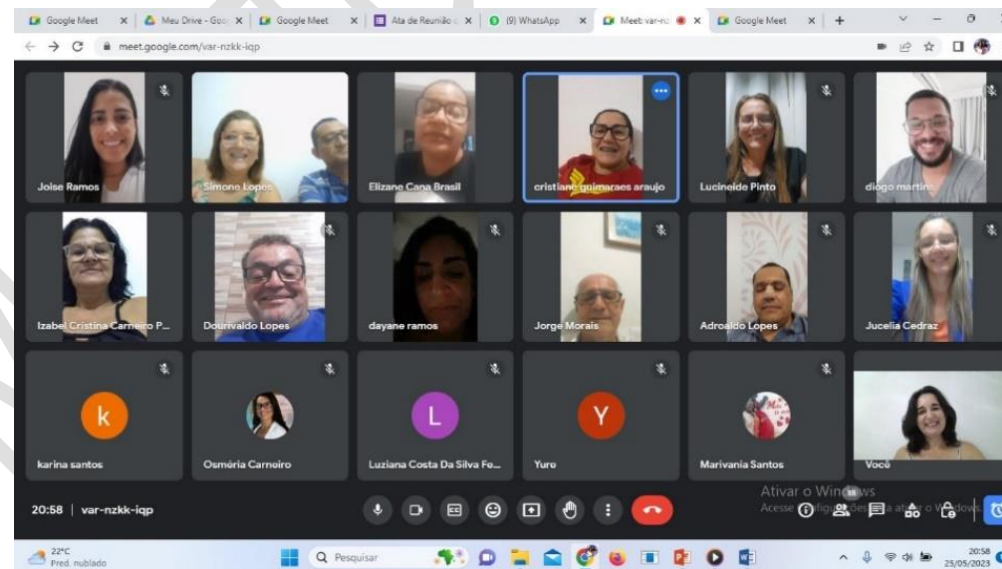 Google Meet
Meu Drive - Goo
Google Meet
Ata de Reunião
(9) WhatsApp
Meet: var-nz
Google Meet
meet.google.com/var-nzkk-iqp
Joise Ramos
Simone Lopes
Elizane Cana Brasil
cristiane guimaraes araujo
Lucineide Pinto
diogo martins
Izabel Cristina Carneiro P...
Dourivaldo Lopes
dayane ramos
Jorge Morais
Adroaldo Lopes
Jucelia Cedraz
k
L
Y
karina santos
Osméria Carneiro
Luziana Costa Da Silva Fe...
Yure
Marivania Santos
Você
Ativar o Windows
20:58 | var-nzkk-iqp
18
Acesse
22°C
Pred. nublado
Pesquisar
20:58
25/05/2023